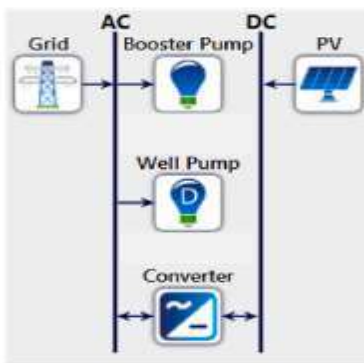 AC
DC
Grid
Booster Pump
PV
Well Pump
D
Converter